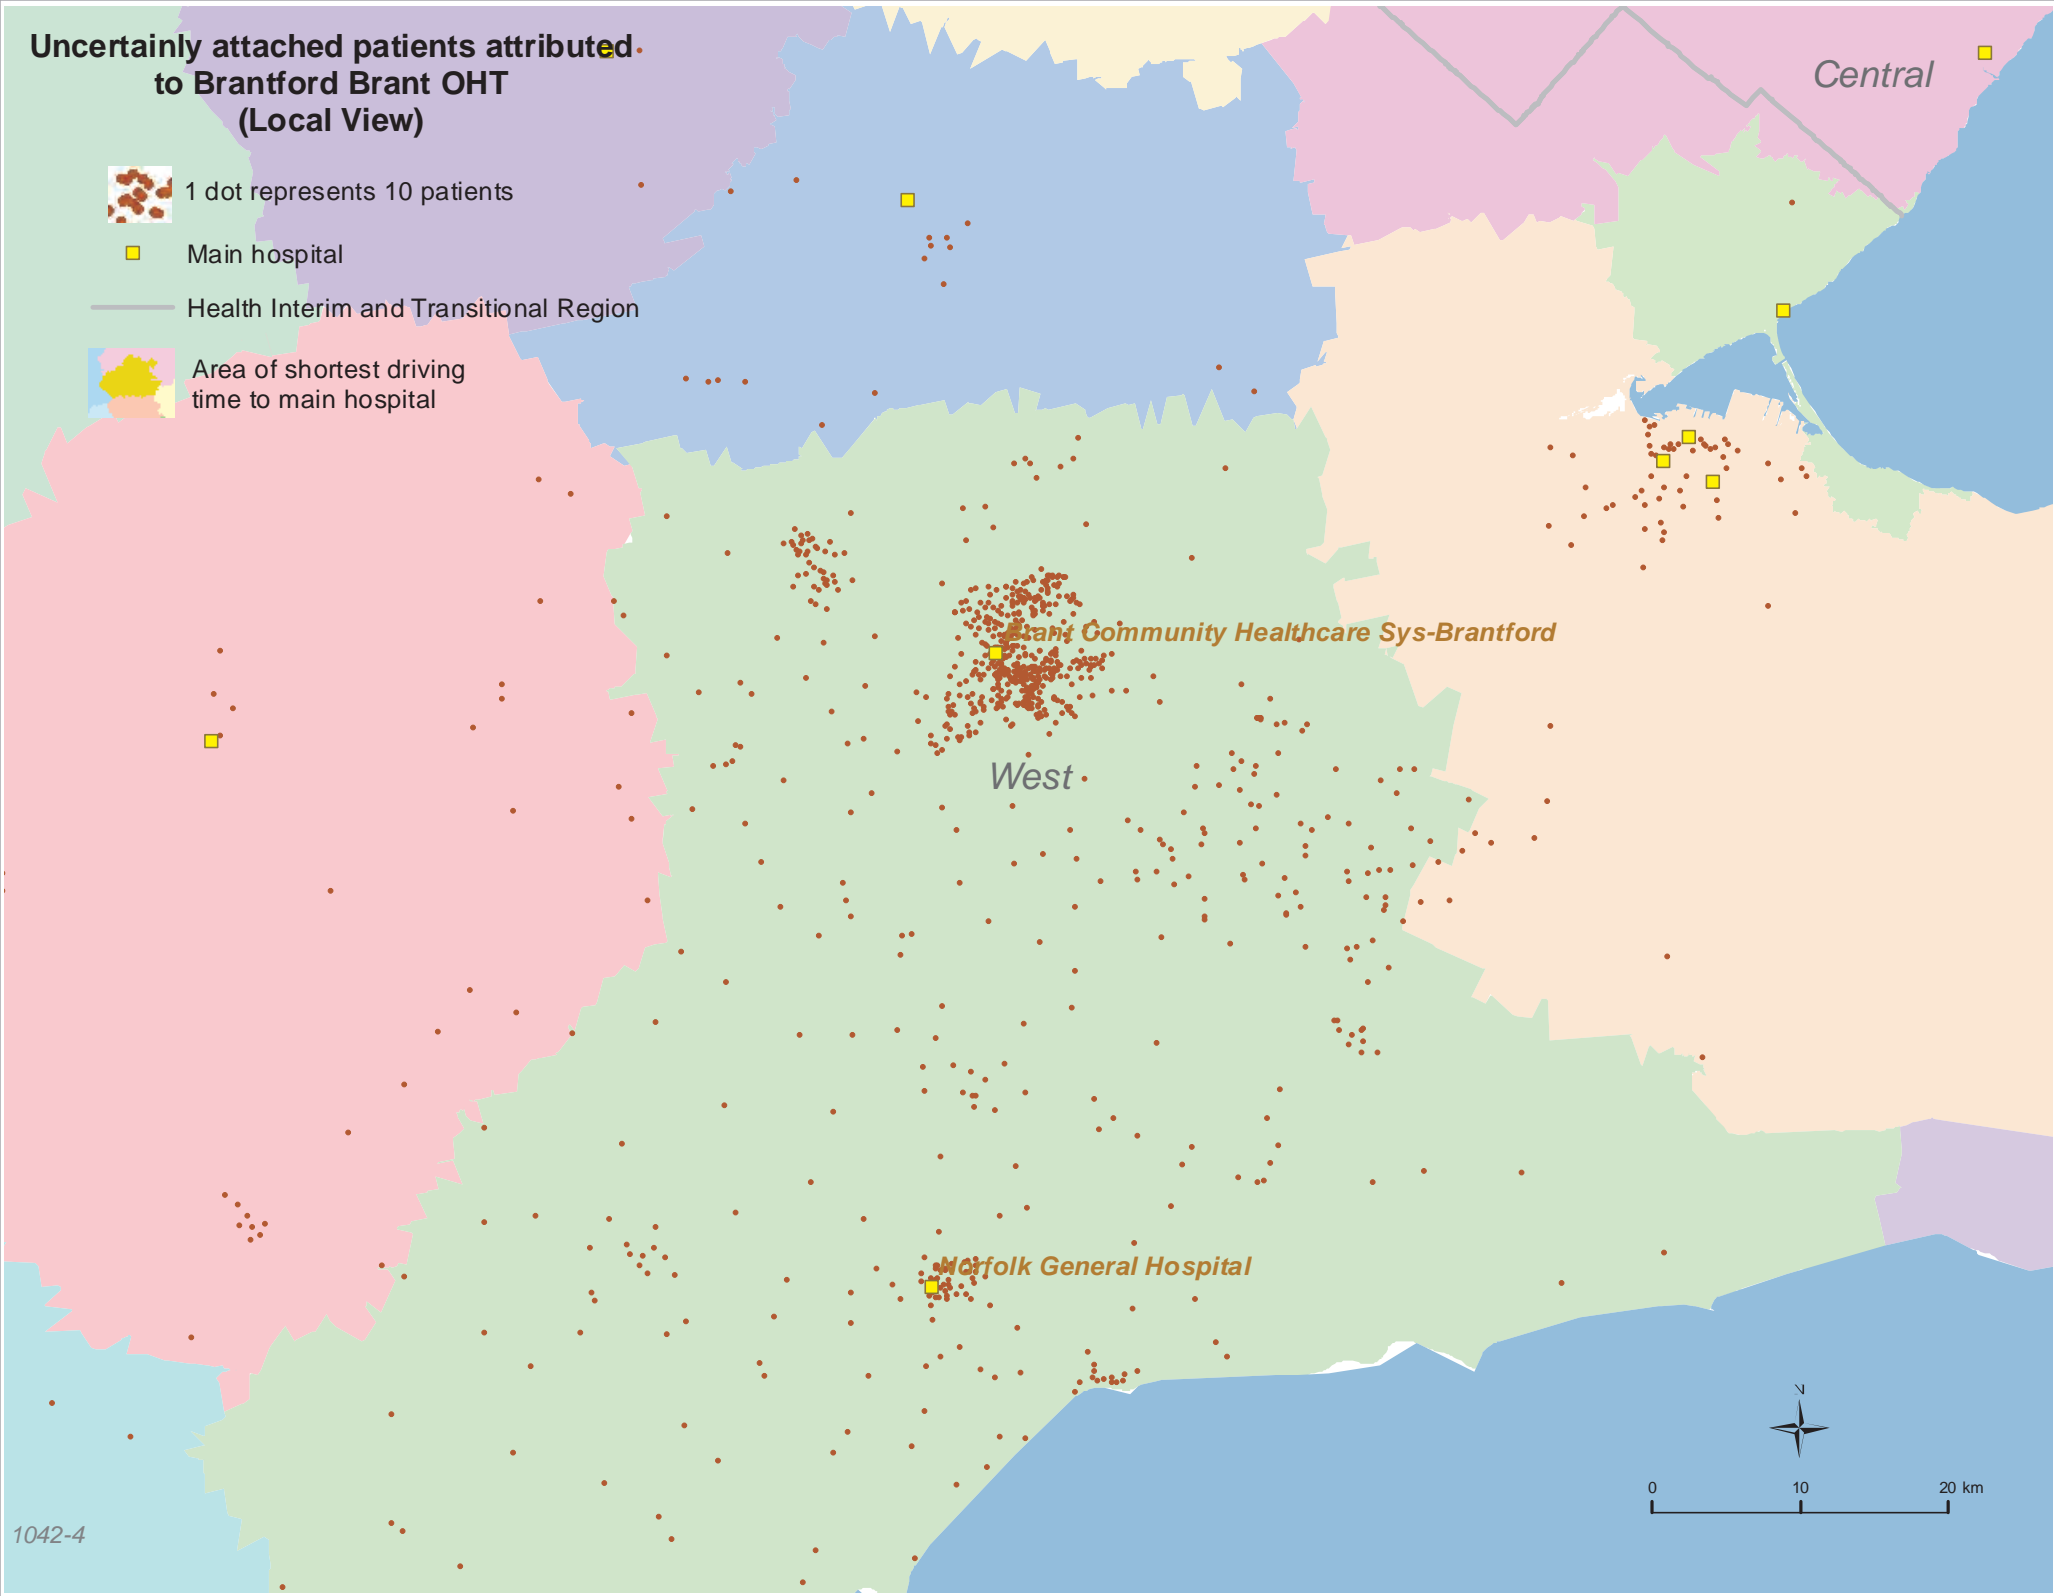 Uncertainly attached patients attributed
to Brantford Brant OHT
(Local View)
Central
1 dot represents 10 patients
Main hospital
Health Interim and Transitional Region
Area of shortest driving
time to main hospital
Brant Community Healthcare Sys-Brantford
West
Norfolk General Hospital
N
0 10 20 km
1042-4